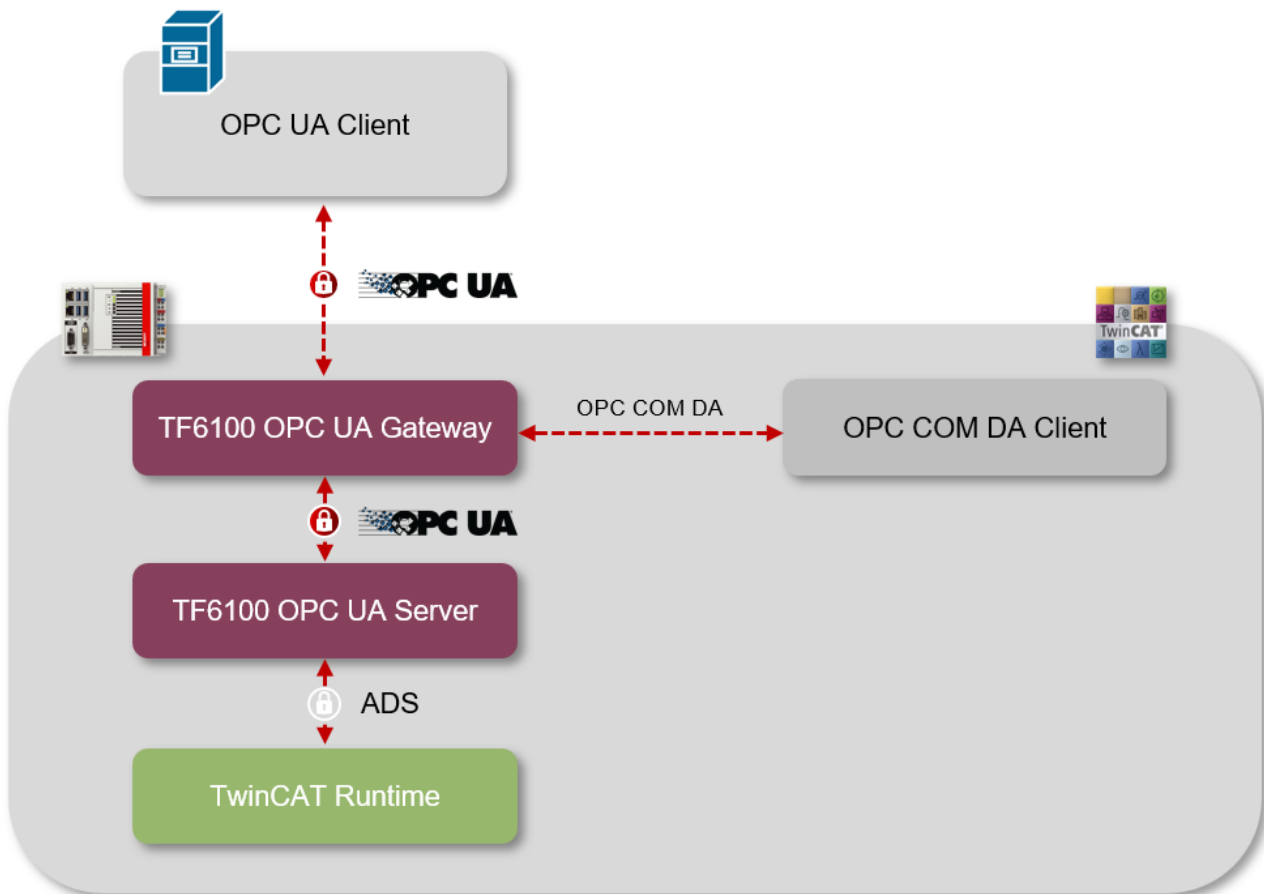 OPC UA Client
OPC UA
TwinCAT
TF6100 OPC UA Gateway
OPC COM DA
OPC COM DA Client
OPC UA
TF6100 OPC UA Server
ADS
TwinCAT Runtime